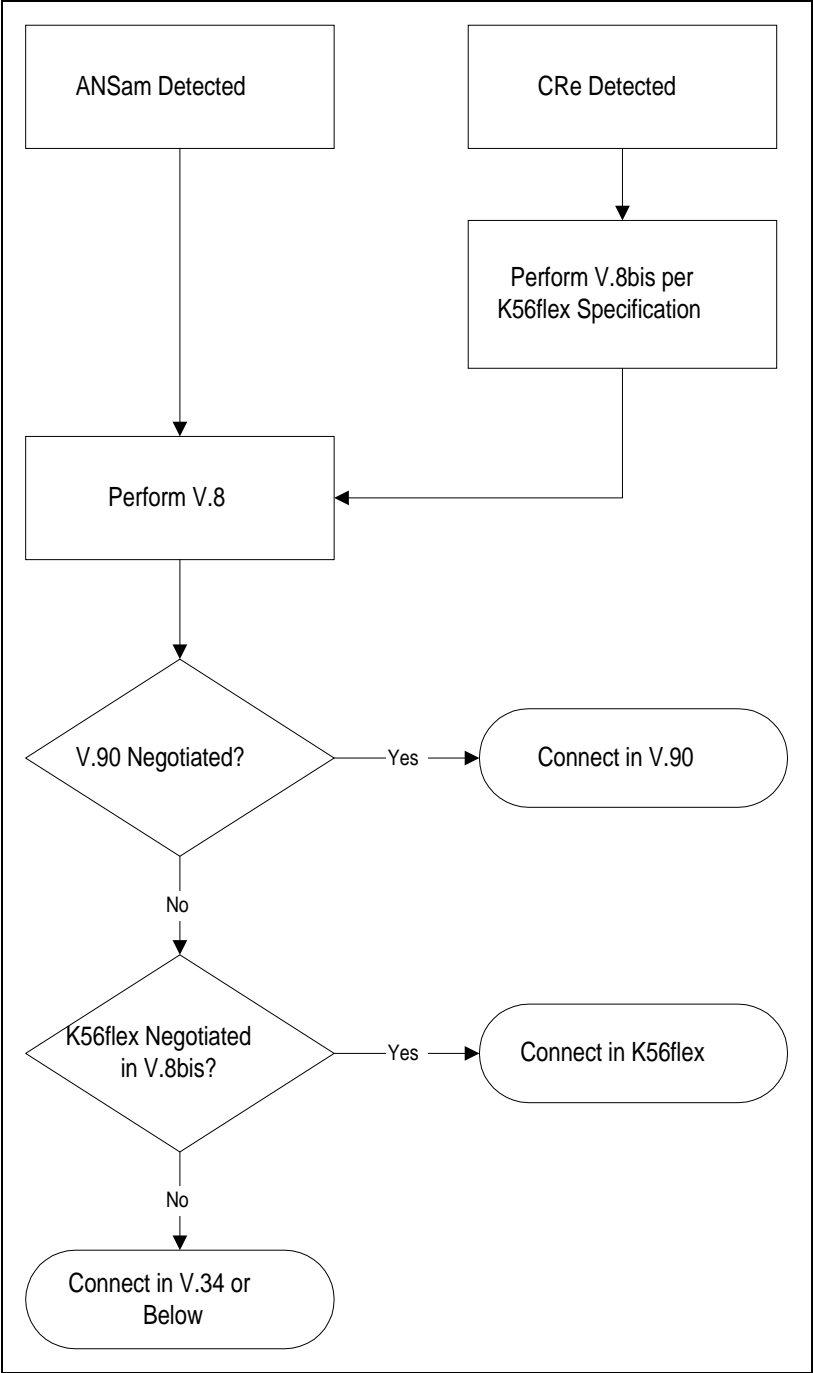 ANSam Detected
CRe Detected
Perform V.8bis per
K56flex Specification
Perform V.8
V.90 Negotiated?
Yes
Connect in V.90
No
K56flex Negotiated
in V.8bis?
Yes
Connect in K56flex
No
Connect in V.34 or
Below